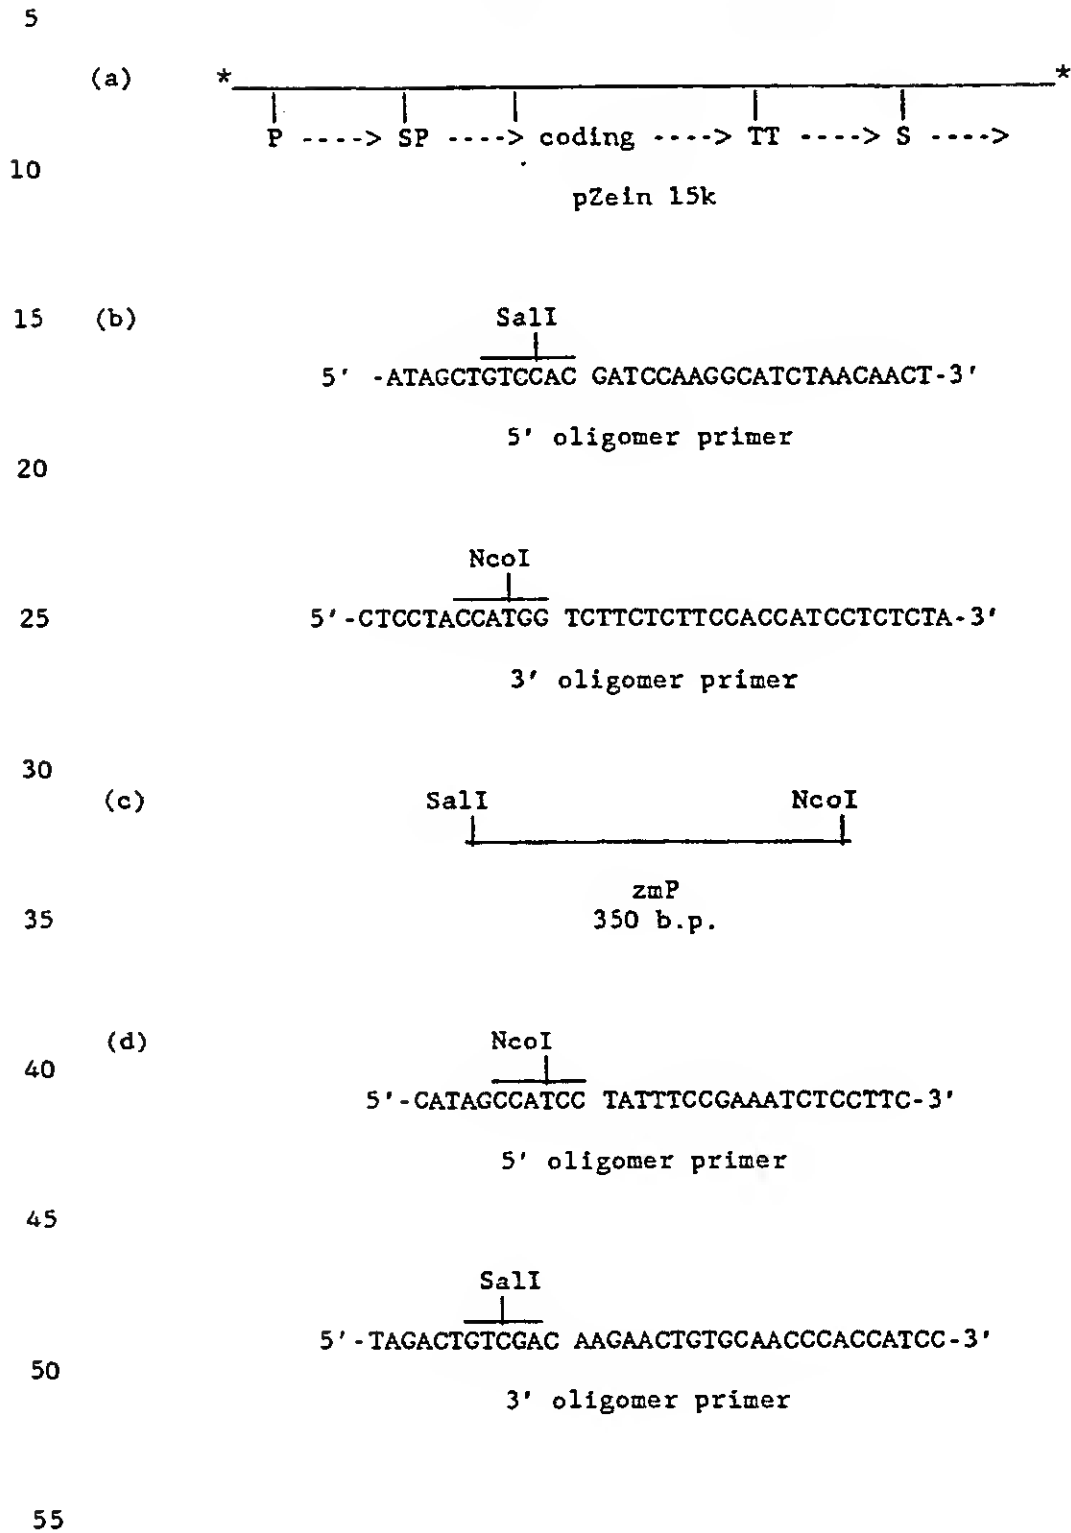 5
(a) * *
P ----> SP ----> coding ----> TT ----> S ---->
10
pZein 15k
15 (b) SalI
5' -ATAGCTGTCCAC GATCCAAGGCATCTAACAACT-3'
5' oligomer primer
20
NcoI
25 5'-CTCCTACCATGG TCTTCTCTTCCACCATCCTCTCTA-3'
3' oligomer primer
30
(c) SalI NcoI
zmP
35 350 b.p.
(d) NcoI
40
5'-CATAGCCATCC TATTTCCGAAATCTCCTTC-3'
5' oligomer primer
45
SalI
5'-TAGACTGTCGAC AAGAACTGTGCAACCCACCATCC-3'
50
3' oligomer primer
55